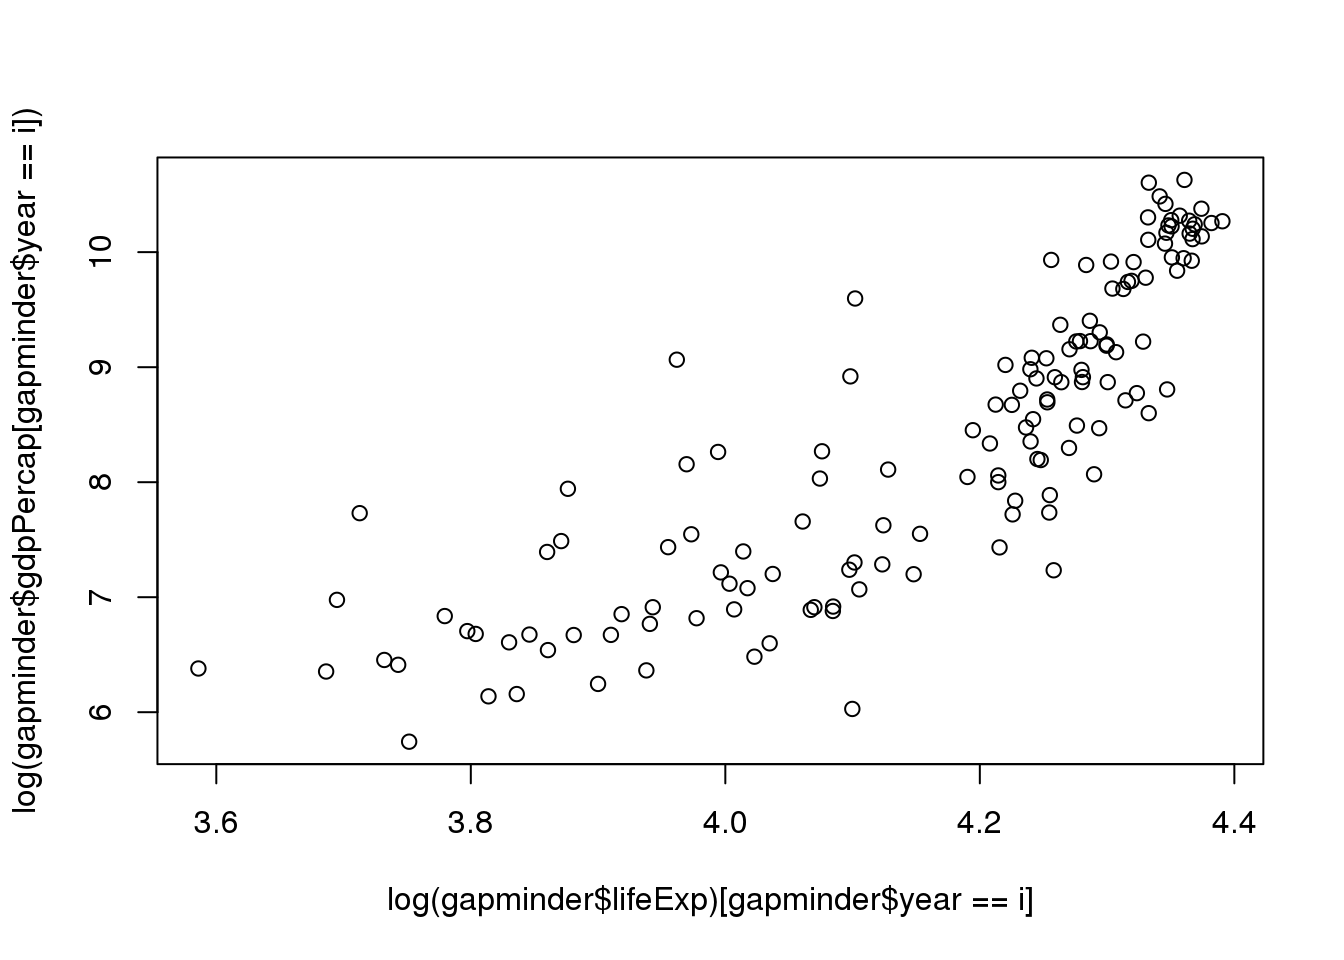 log(gapminder$gdpPercap[gapminder$year == i])
10
9
8
7
6
3.6 3.8 4.0 4.2 4.4
log(gapminder$lifeExp)[gapminder$year == i]